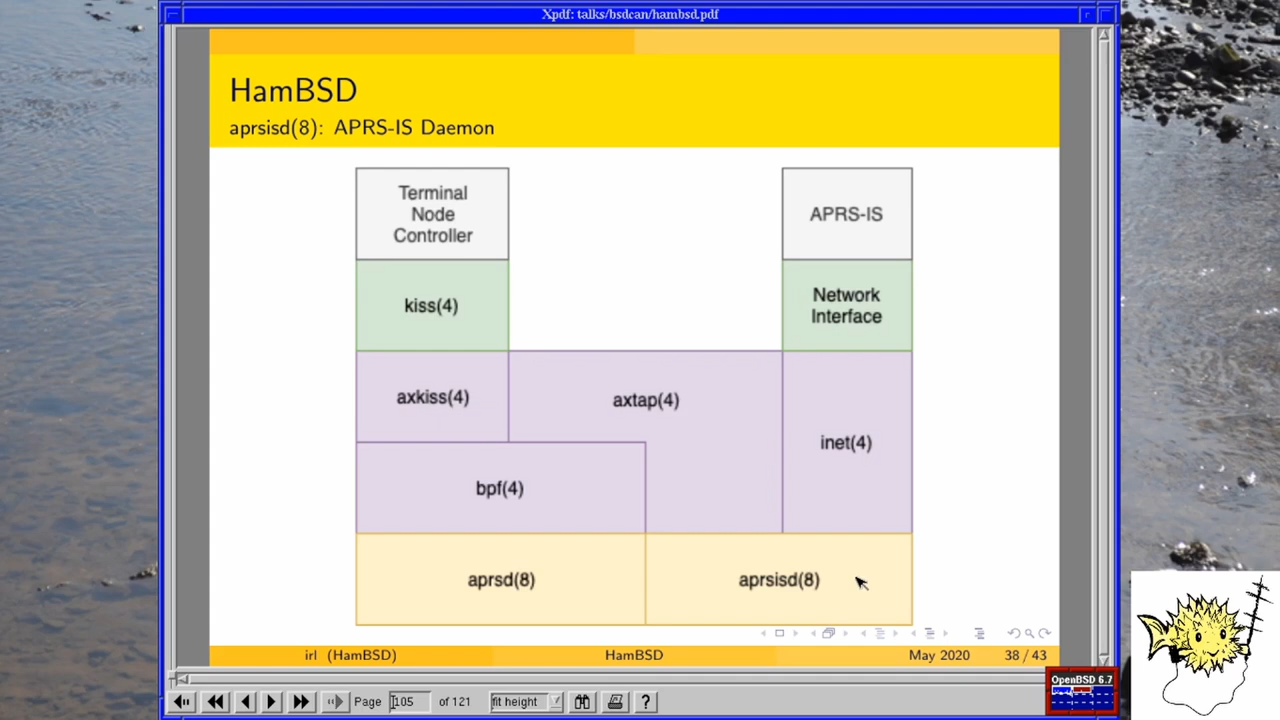 Xpdf: talks/bsdcan/hambsd.pdf
HamBSD
aprsisd(8): APRS-IS Daemon
Terminal
Node
Controller
APRS-IS
kiss(4)
Network
Interface
axkiss(4)
axtap(4)
inet(4)
bpf(4)
aprsd(8)
aprsisd(8)
irl (HamBSD)
HamBSD
May 2020
38 / 43
OpenBSD 6.7
Page 105 of 121
fit height
?